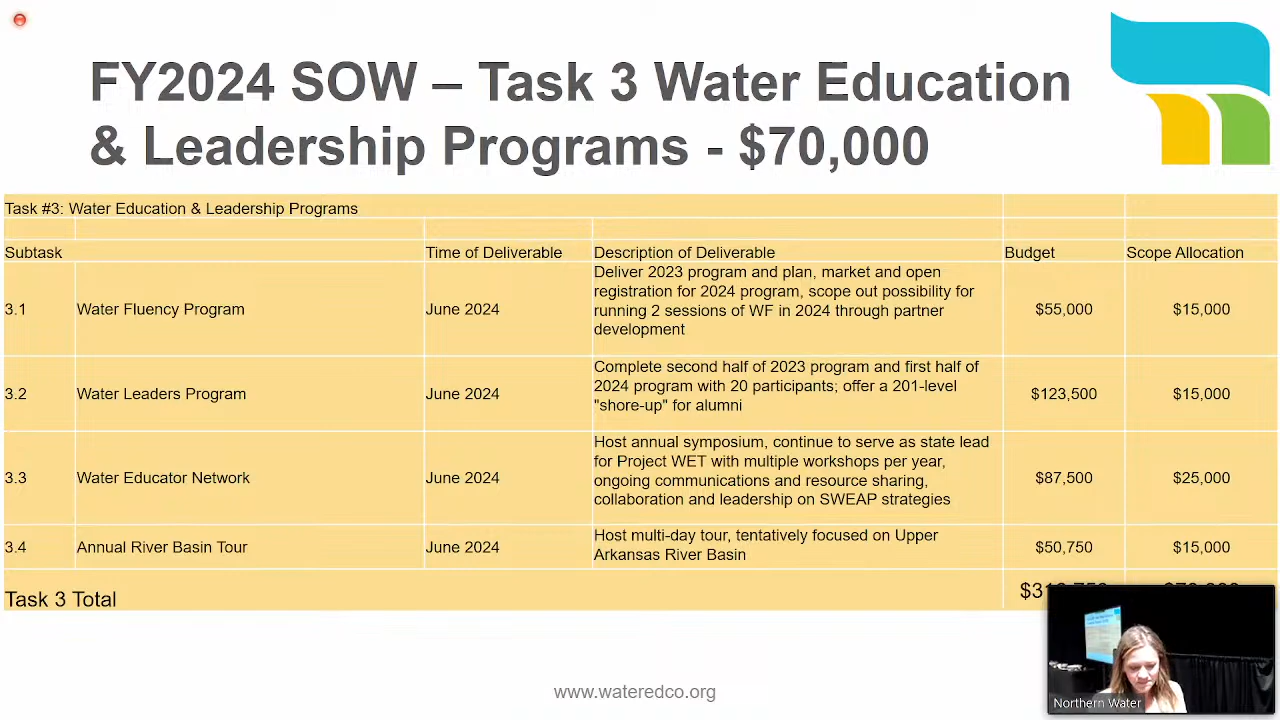 FY2024 SOW – Task 3 Water Education
& Leadership Programs - $70,000
Task #3: Water Education & Leadership Programs
Subtask Time of Deliverable Description of Deliverable Budget Scope Allocation
3.1 Water Fluency Program June 2024 Deliver 2023 program and plan, market and open
registration for 2024 program, scope out possibility for
running 2 sessions of WF in 2024 through partner
development
$55,000 $15,000
3.2 Water Leaders Program June 2024 Complete second half of 2023 program and first half of
2024 program with 20 participants; offer a 201-level
"shore-up" for alumni
$123,500 $15,000
3.3 Water Educator Network June 2024 Host annual symposium, continue to serve as state lead
for Project WET with multiple workshops per year,
ongoing communications and resource sharing,
collaboration and leadership on SWEAP strategies
$87,500 $25,000
3.4 Annual River Basin Tour June 2024 Host multi-day tour, tentatively focused on Upper
Arkansas River Basin
$50,750 $15,000
Task 3 Total
www.wateredco.org
Northern Water